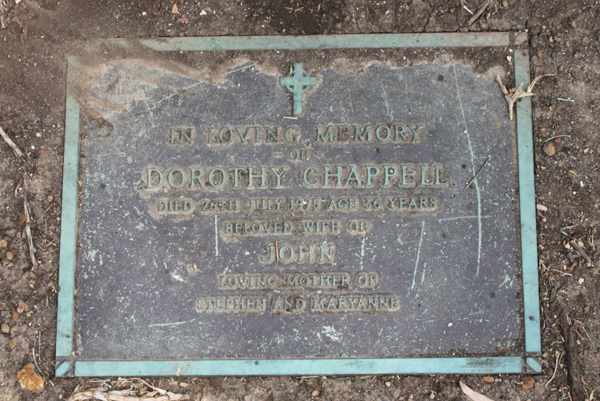 IN LOVING MEMORY
OF
DOROTHY CHAPPELL
DIED JULY AGE YEARS
BELOVED WIFE OF
JOHN
LOVING MOTHER OF
STEPHEN AND MARYANNE